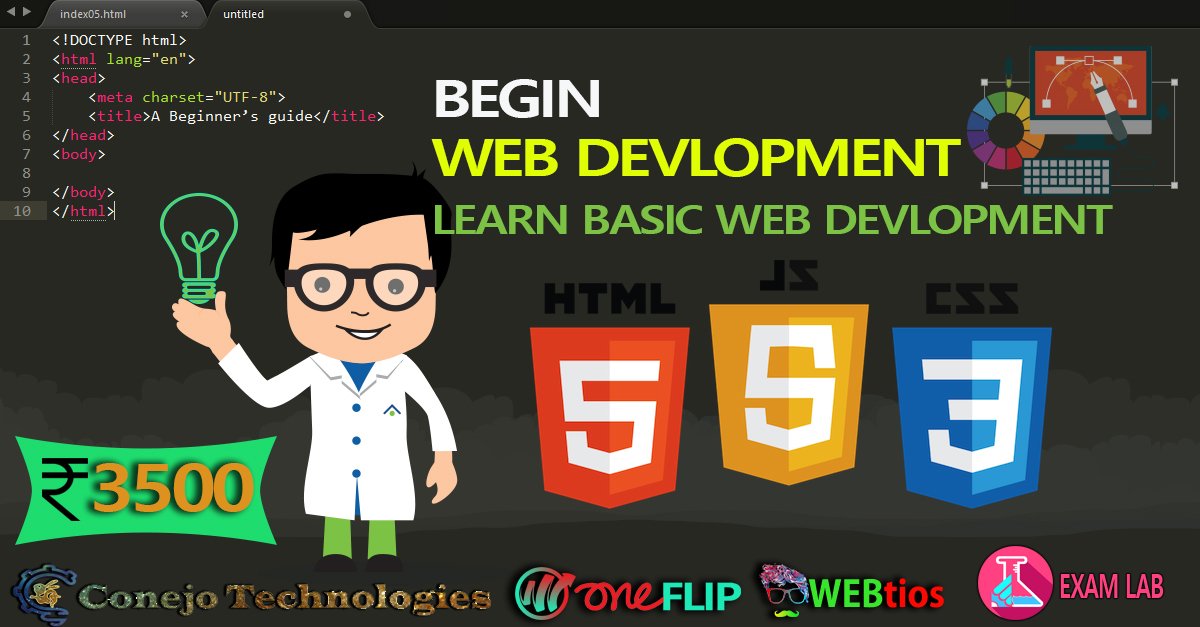 index05.html × untitled
1 <!DOCTYPE html>
2 <html lang="en">
3 <head>
4 <meta charset="UTF-8">
5 <title>A Beginner’s guide</title>
6 </head>
7 <body>
8
9 </body>
10 </html>
BEGIN
WEB DEVLOPMENT
LEARN BASIC WEB DEVLOPMENT
HTML JS CSS
5 5 3
₹3500
Conejo Technologies oneFLIP WEBtios EXAM LAB